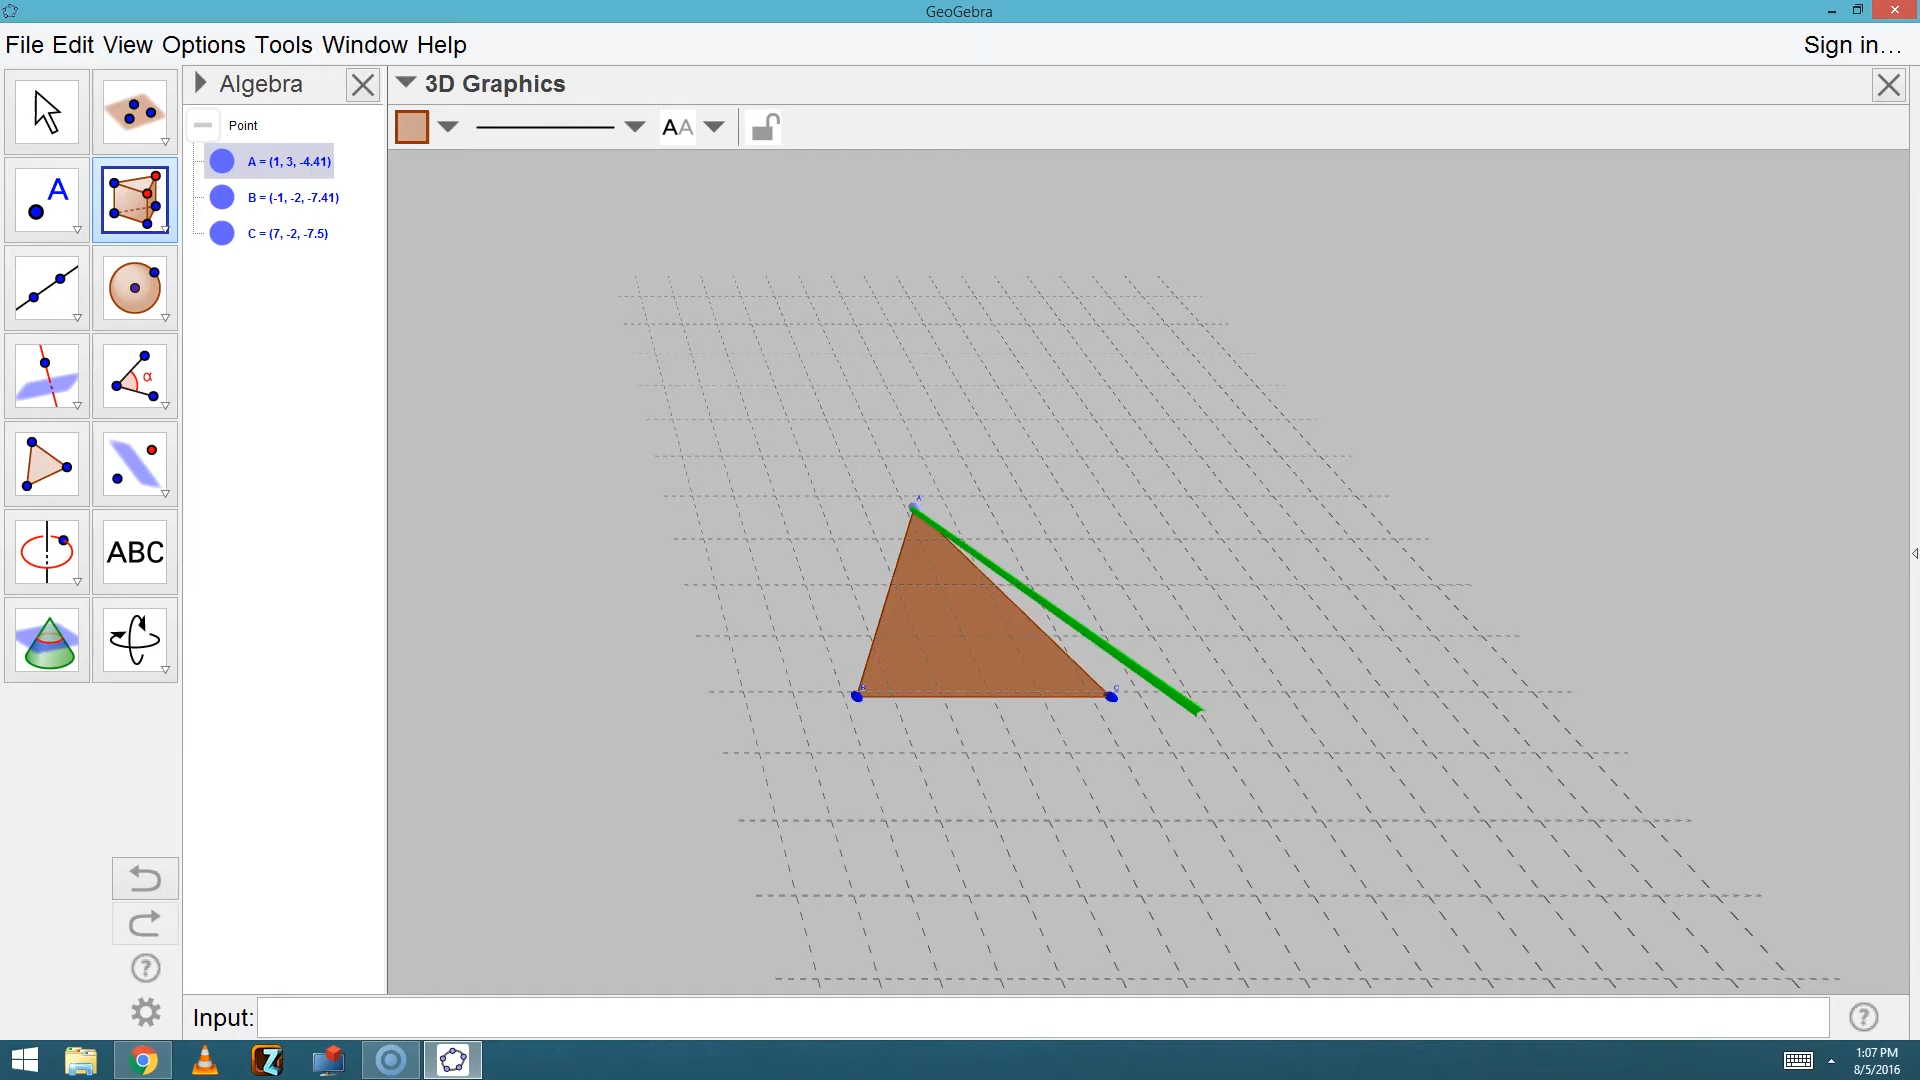 GeoGebra
File Edit View Options Tools Window Help
Sign in...
Algebra
3D Graphics
Point
AA
A = (1, 3, -4.41)
B = (-1, -2, -7.41)
C = (7, -2, -7.5)
A
α
ABC
A
B
C
Input:
1:07 PM
8/5/2016